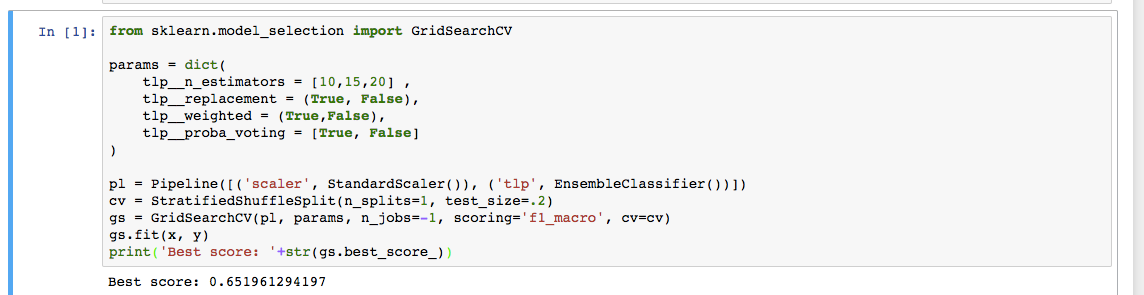 In [1]: from sklearn.model_selection import GridSearchCV
params = dict(
tlp__n_estimators = [10,15,20] ,
tlp__replacement = (True, False),
tlp__weighted = (True,False),
tlp__proba_voting = [True, False]
)
pl = Pipeline([('scaler', StandardScaler()), ('tlp', EnsembleClassifier())])
cv = StratifiedShuffleSplit(n_splits=1, test_size=.2)
gs = GridSearchCV(pl, params, n_jobs=-1, scoring='f1_macro', cv=cv)
gs.fit(x, y)
print('Best score: '+str(gs.best_score_))
Best score: 0.651961294197